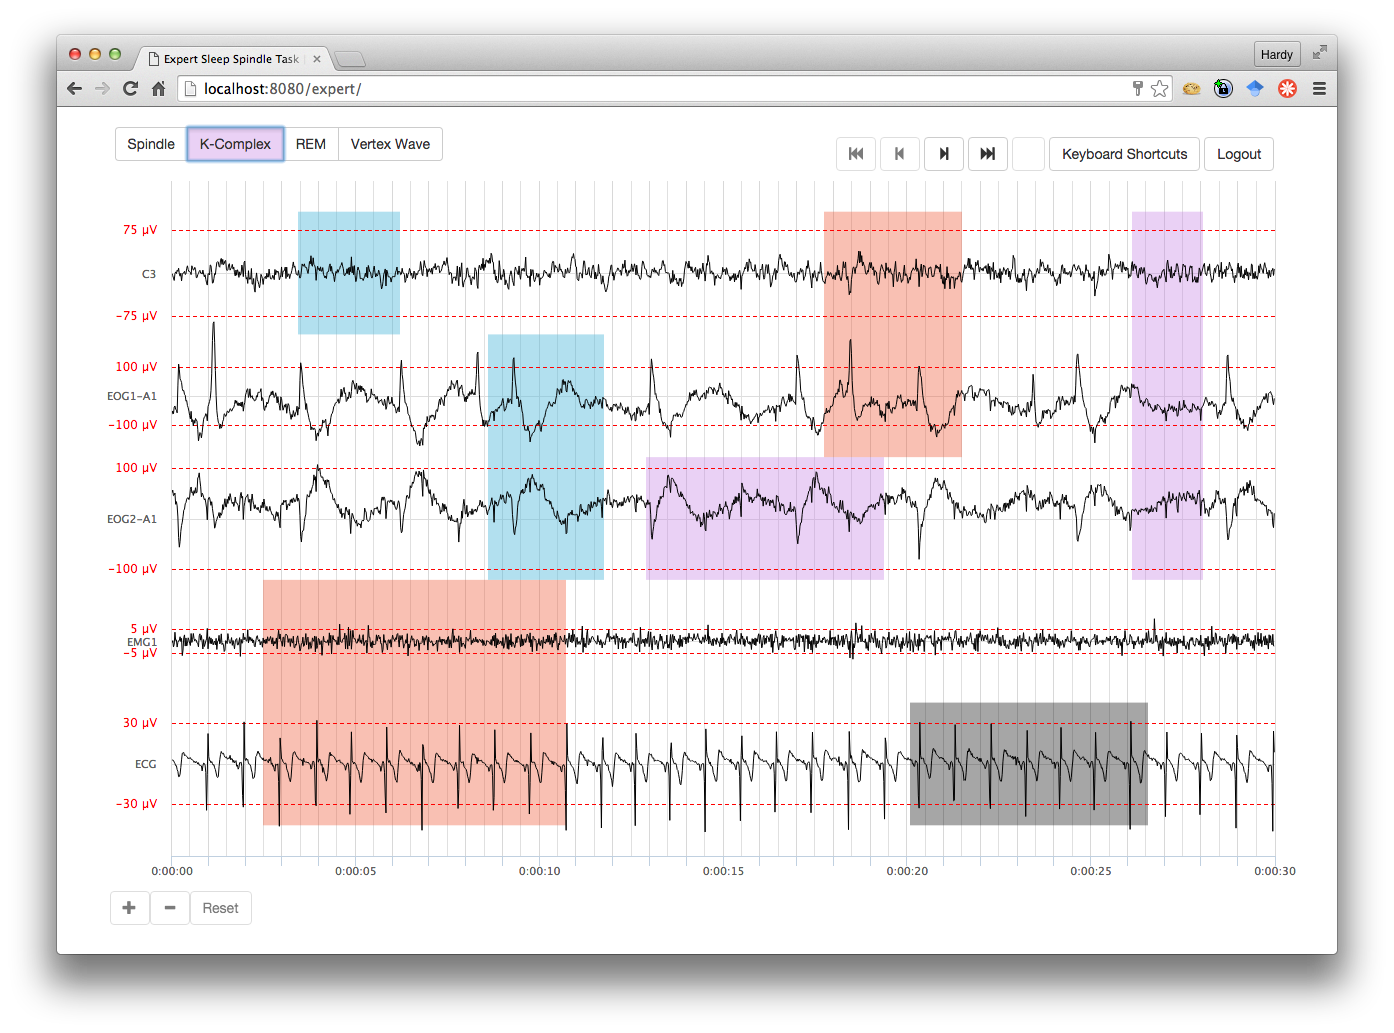 Expert Sleep Spindle Task
Hardy
localhost:8080/expert/
Spindle K-Complex REM Vertex Wave
Keyboard Shortcuts Logout
75 µV
C3
-75 µV
100 µV
EOG1-A1
-100 µV
100 µV
EOG2-A1
-100 µV
5 µV
EMG1
-5 µV
30 µV
ECG
-30 µV
0:00:00 0:00:05 0:00:10 0:00:15 0:00:20 0:00:25 0:00:30
Reset